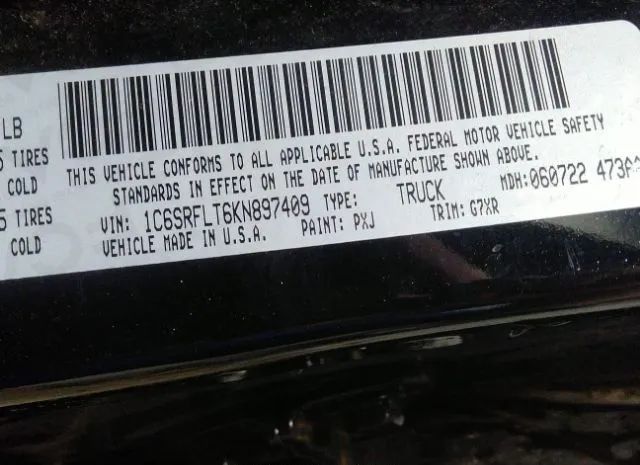 LB
TIRES
COLD
TIRES
COLD
THIS VEHICLE CONFORMS TO ALL APPLICABLE U.S.A. FEDERAL MOTOR VEHICLE SAFETY
STANDARDS IN EFFECT ON THE DATE OF MANUFACTURE SHOWN ABOVE.
VIN: 1C6SRFLT6KN897409 TYPE: TRUCK MDH:060722 473A
VEHICLE MADE IN U.S.A. PAINT: PXJ TRIM: G7XR